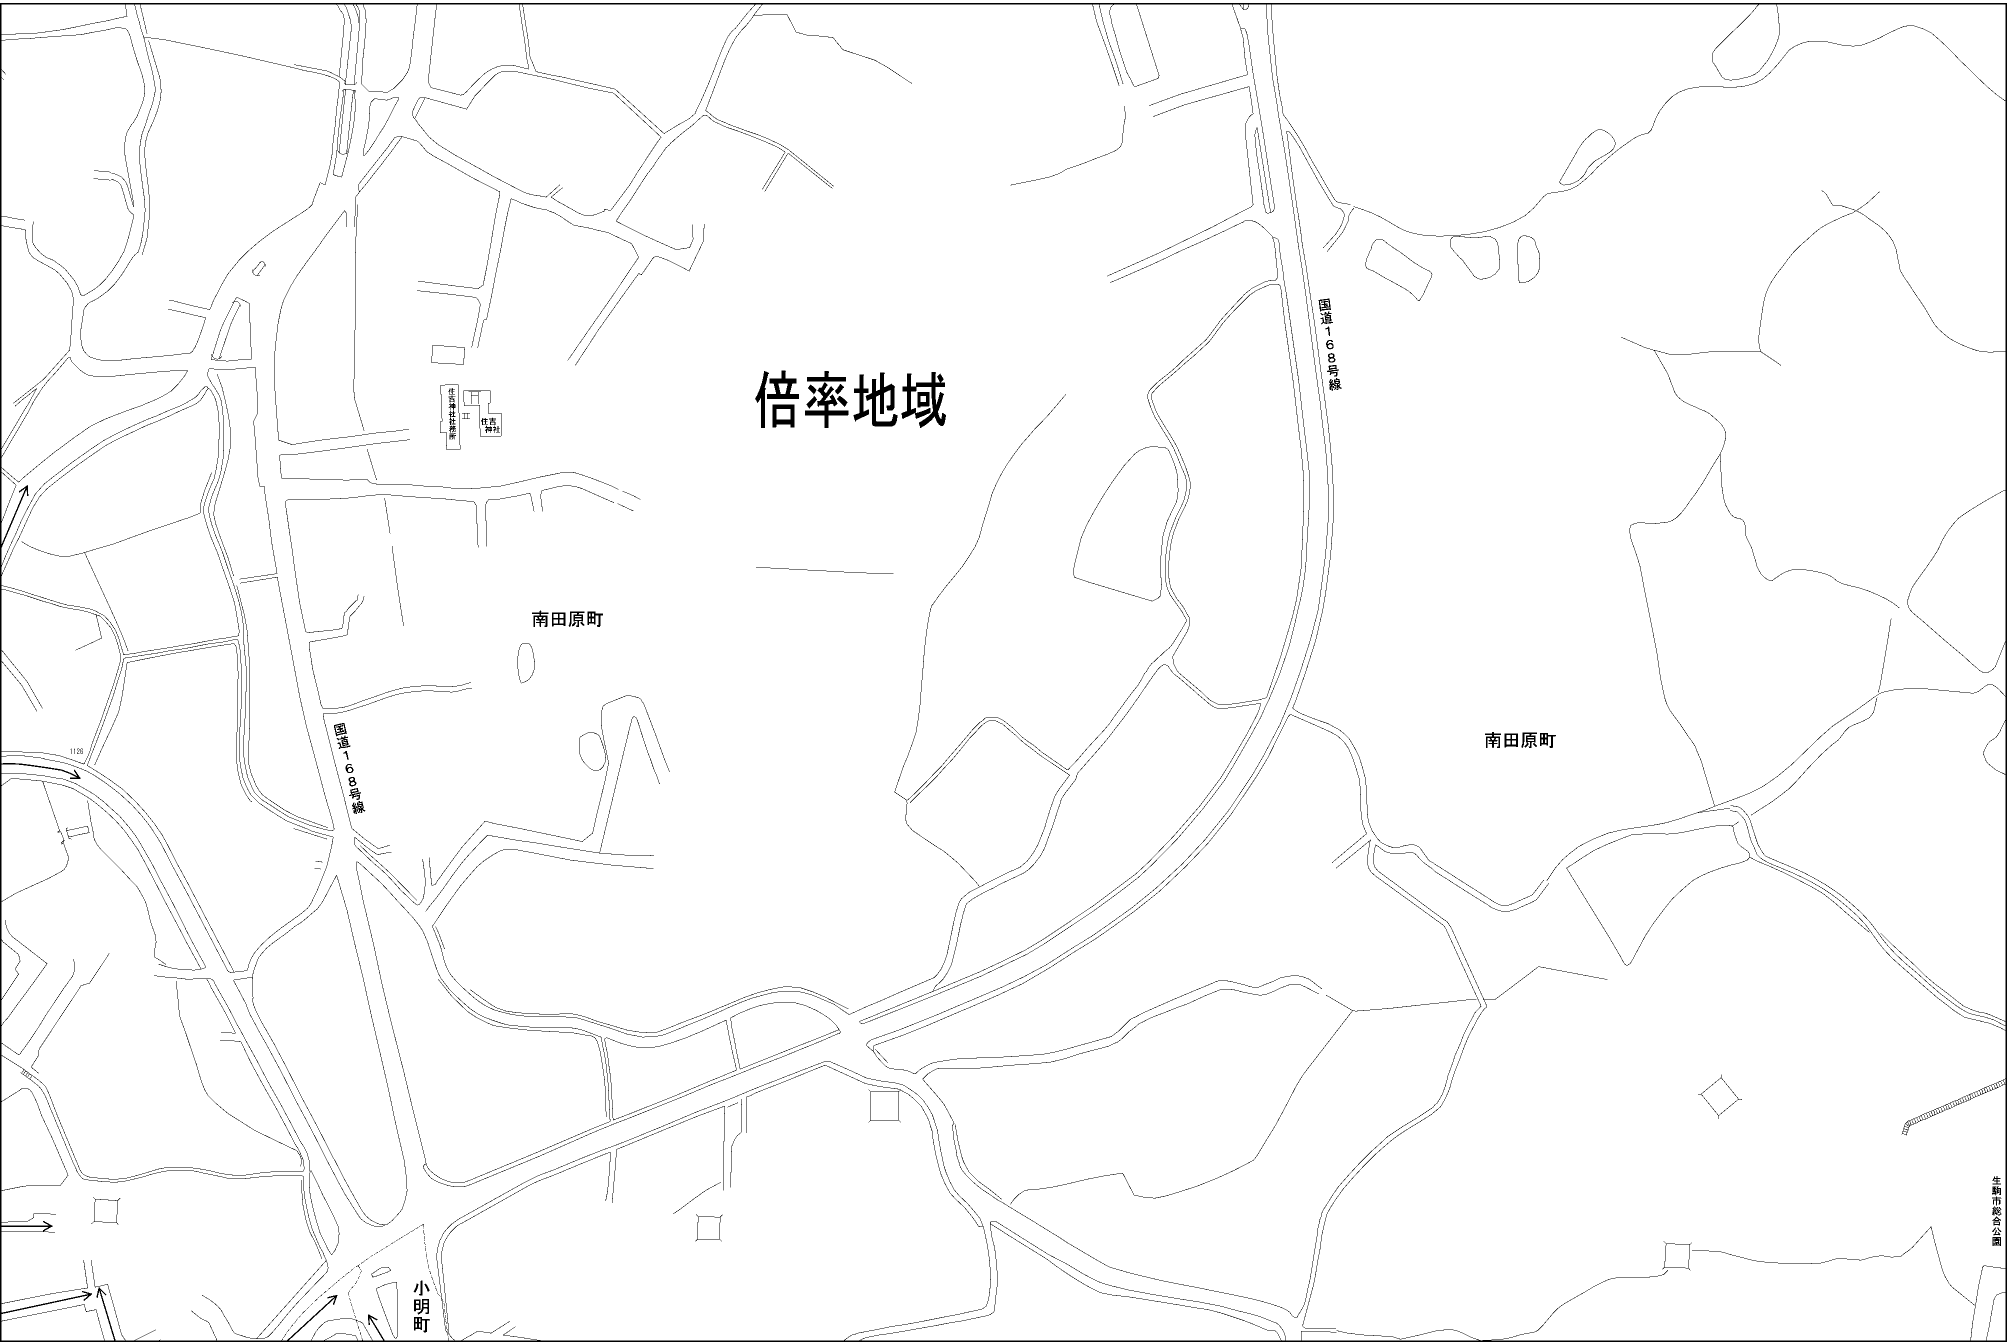 国道168号線
倍率地域
住吉神社社務所
住吉
神社
南田原町
南田原町
国道168号線
1126
生駒市総合公園
小明町